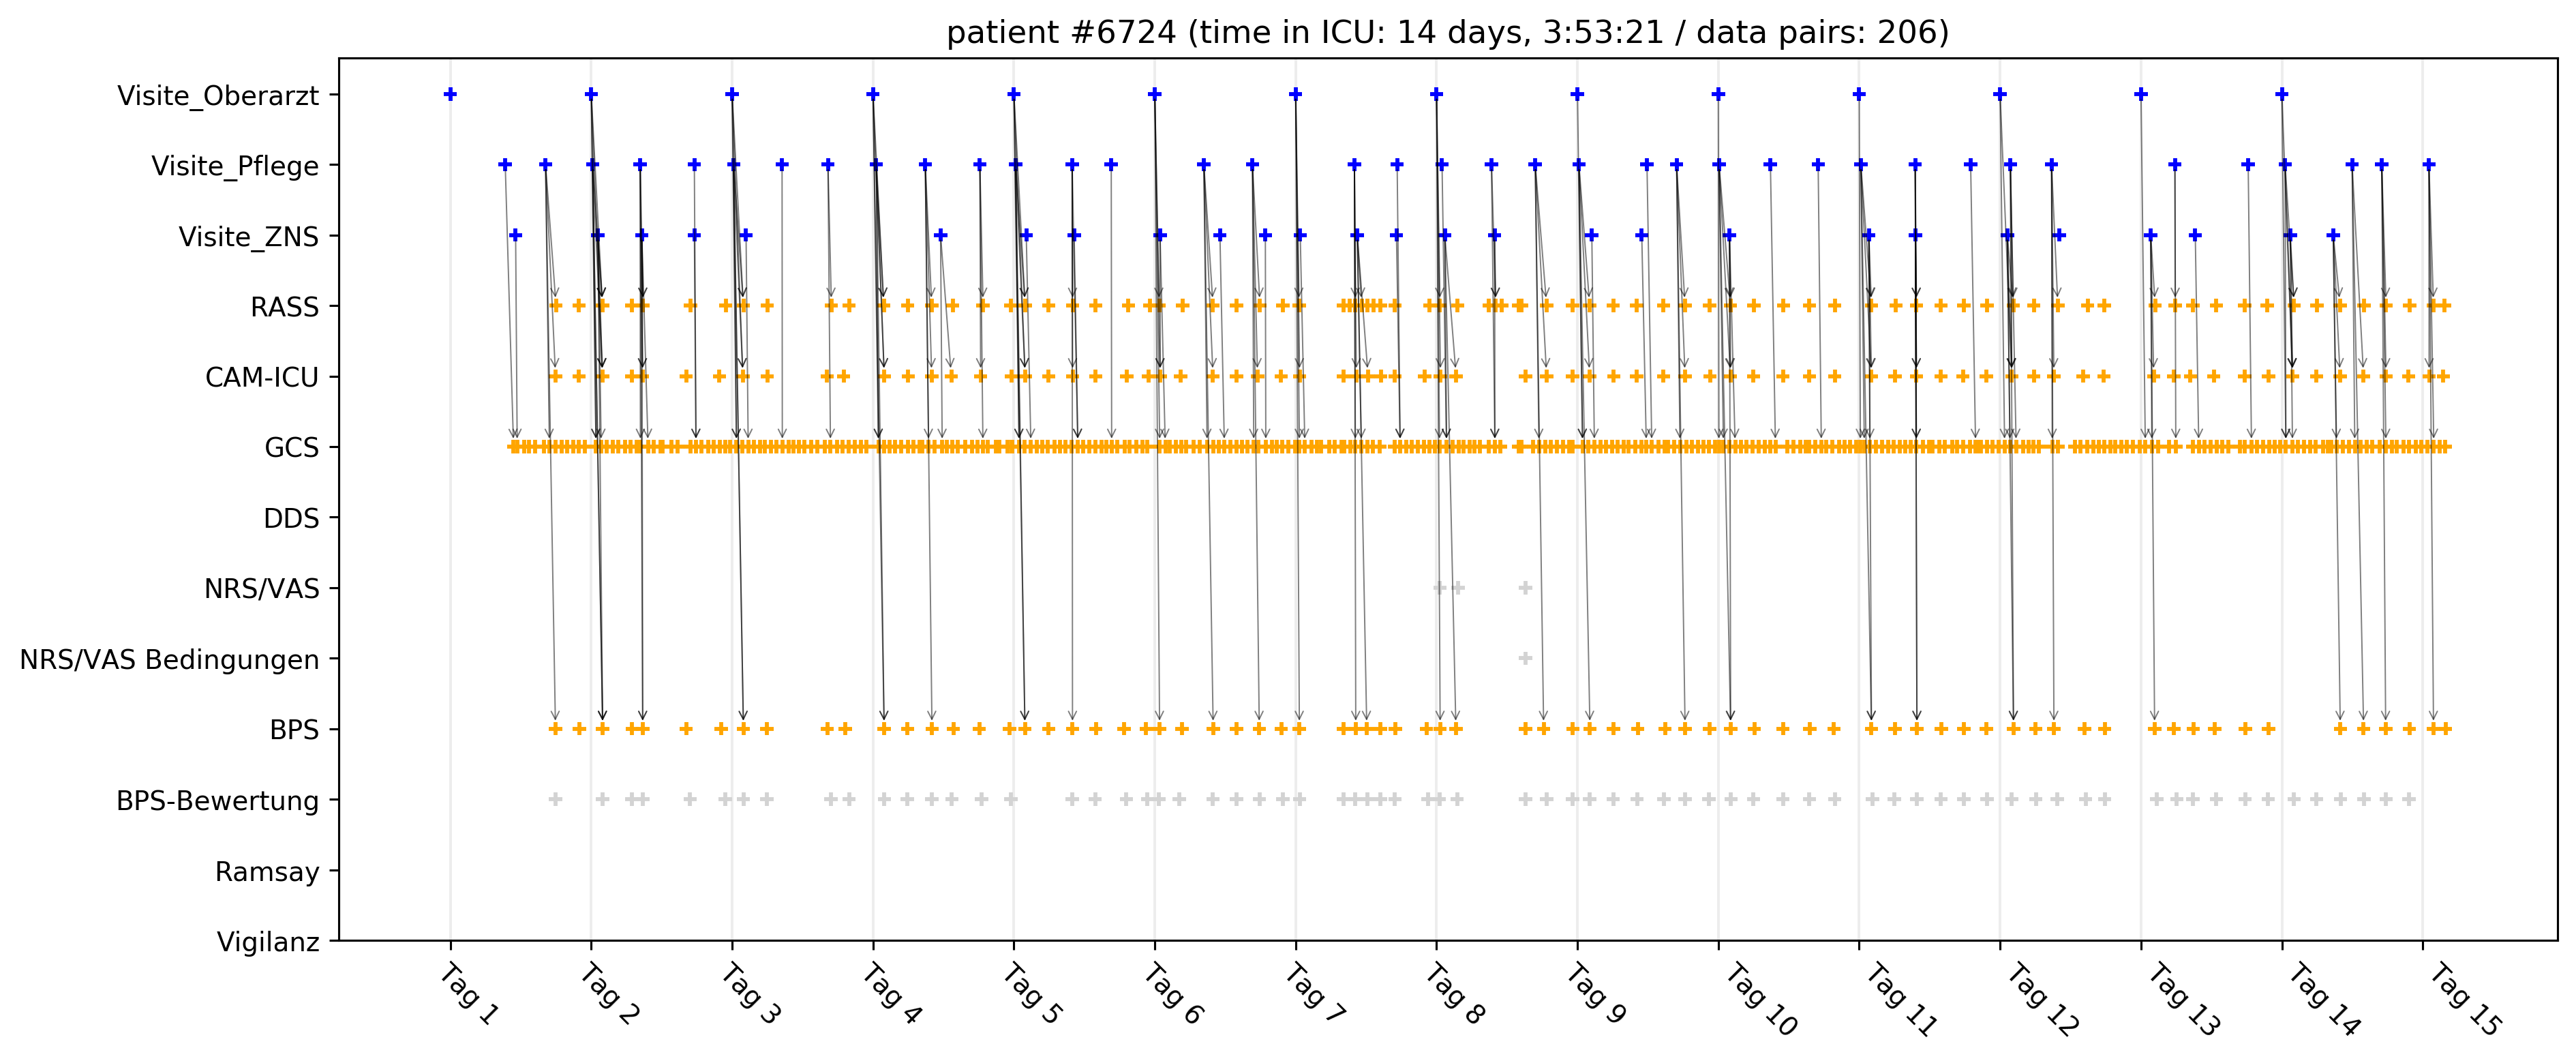 patient #6724 (time in ICU: 14 days, 3:53:21 / data pairs: 206)
Visite_Oberarzt
Visite_Pflege
Visite_ZNS
RASS
CAM-ICU
GCS
DDS
NRS/VAS
NRS/VAS Bedingungen
BPS
BPS-Bewertung
Ramsay
Vigilanz
Tag 1
Tag 2
Tag 3
Tag 4
Tag 5
Tag 6
Tag 7
Tag 8
Tag 9
Tag 10
Tag 11
Tag 12
Tag 13
Tag 14
Tag 15